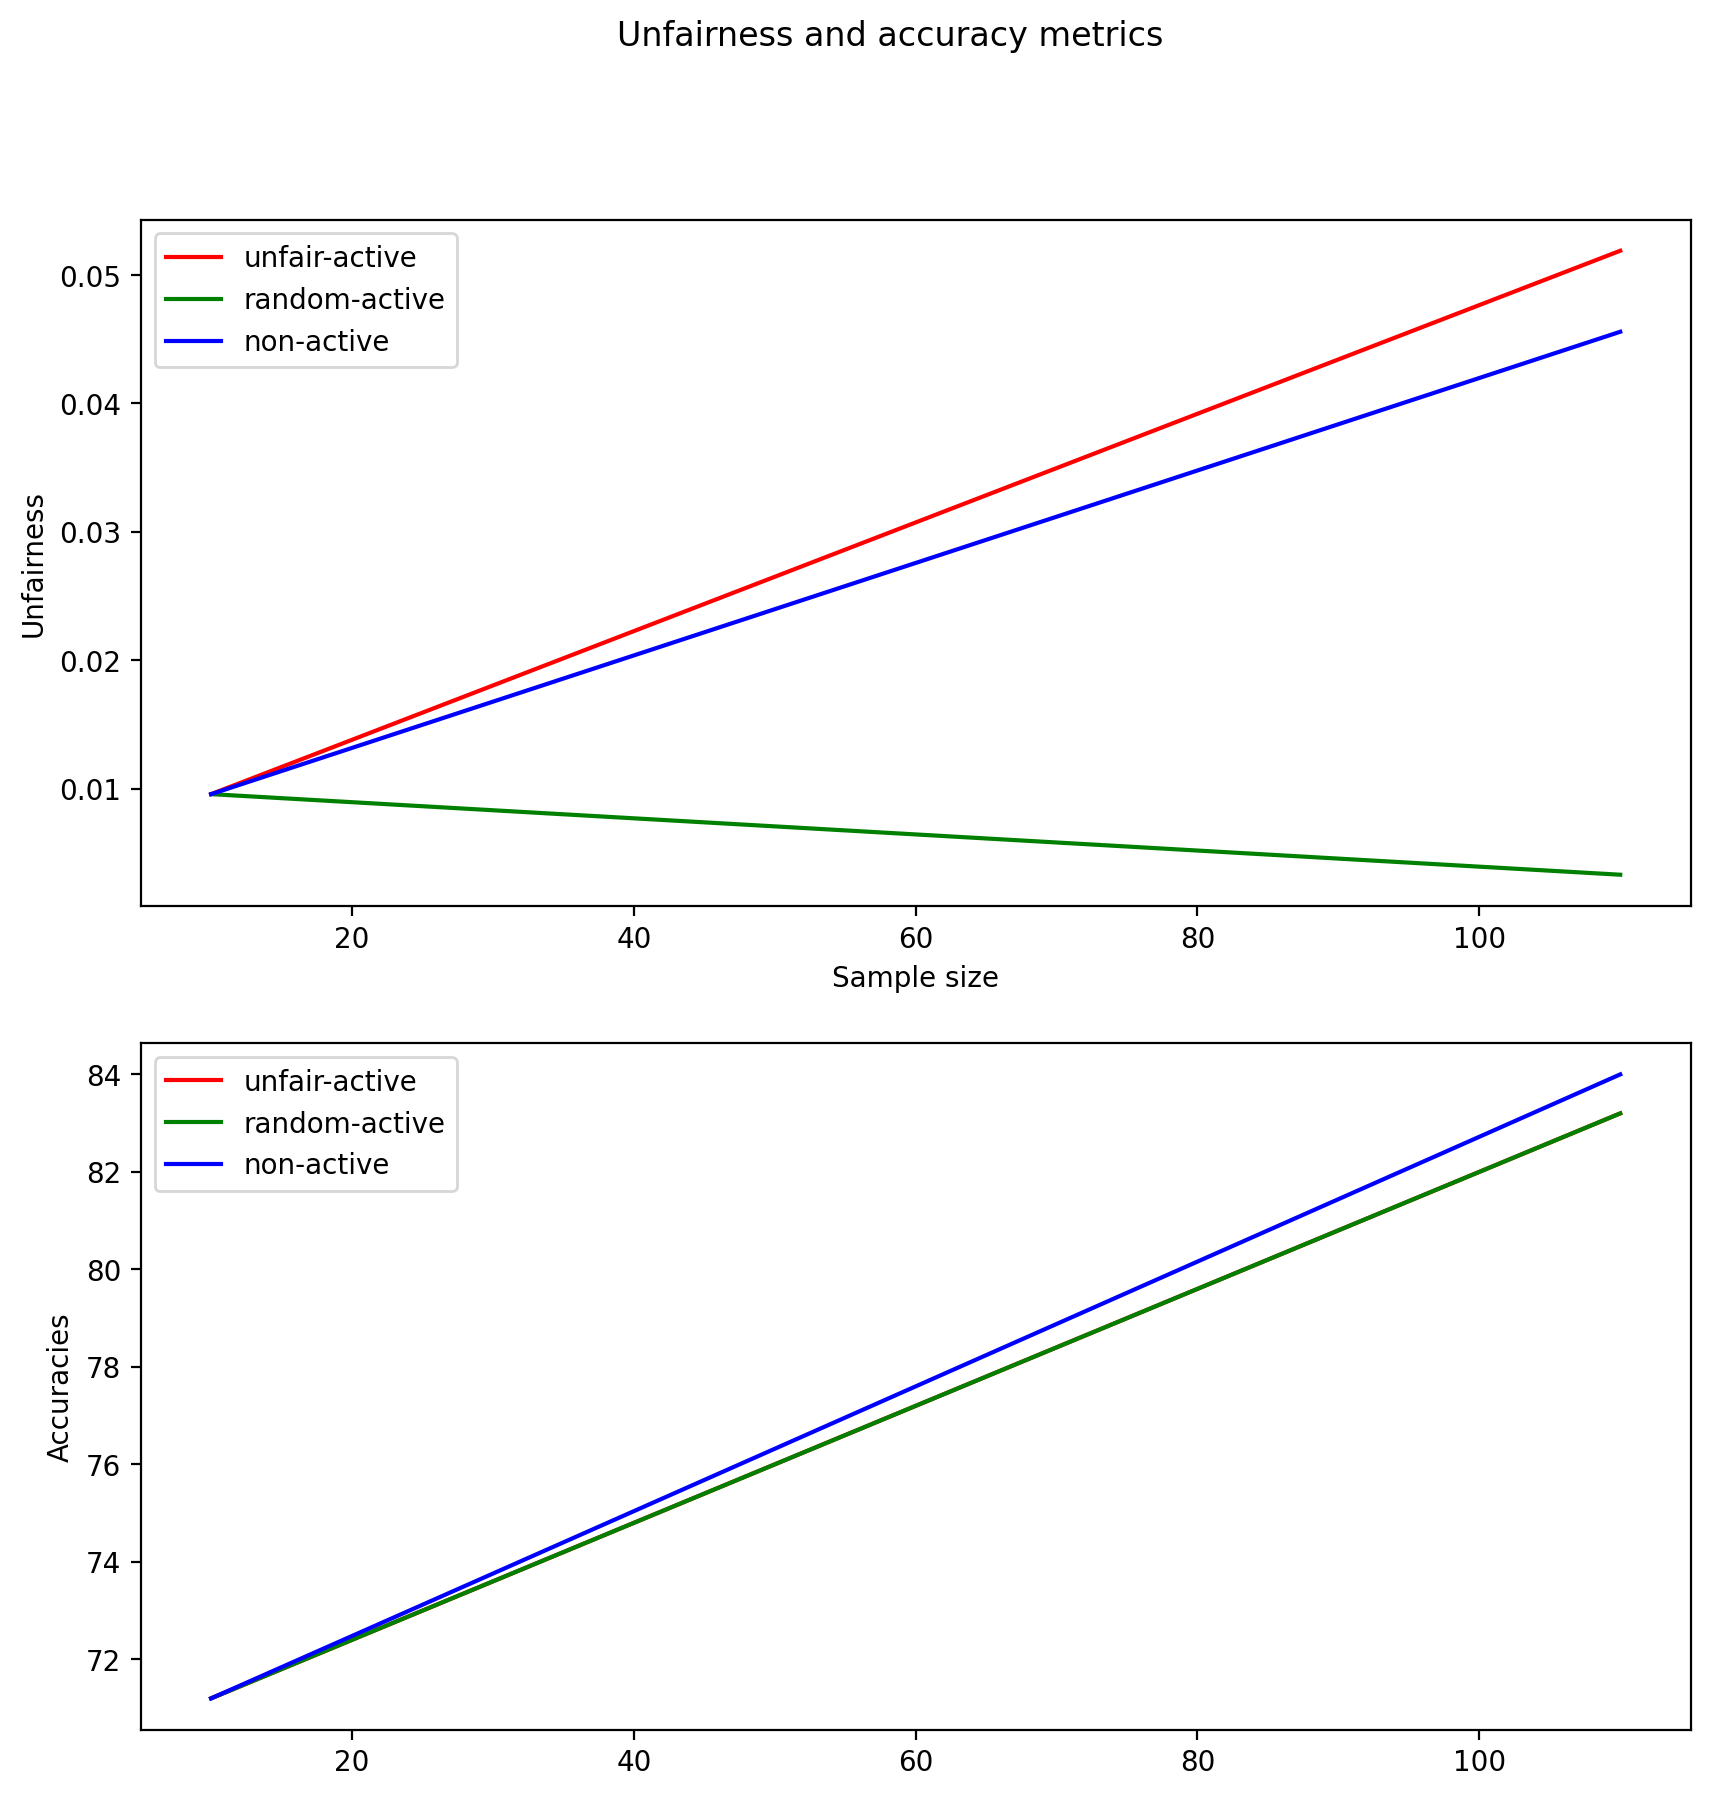 Unfairness and accuracy metrics
unfair-active
random-active
non-active
0.05
0.04
0.03
0.02
0.01
Unfairness
20 40 60 80 100
Sample size
unfair-active
random-active
non-active
84
82
80
78
76
74
72
Accuracies
20 40 60 80 100